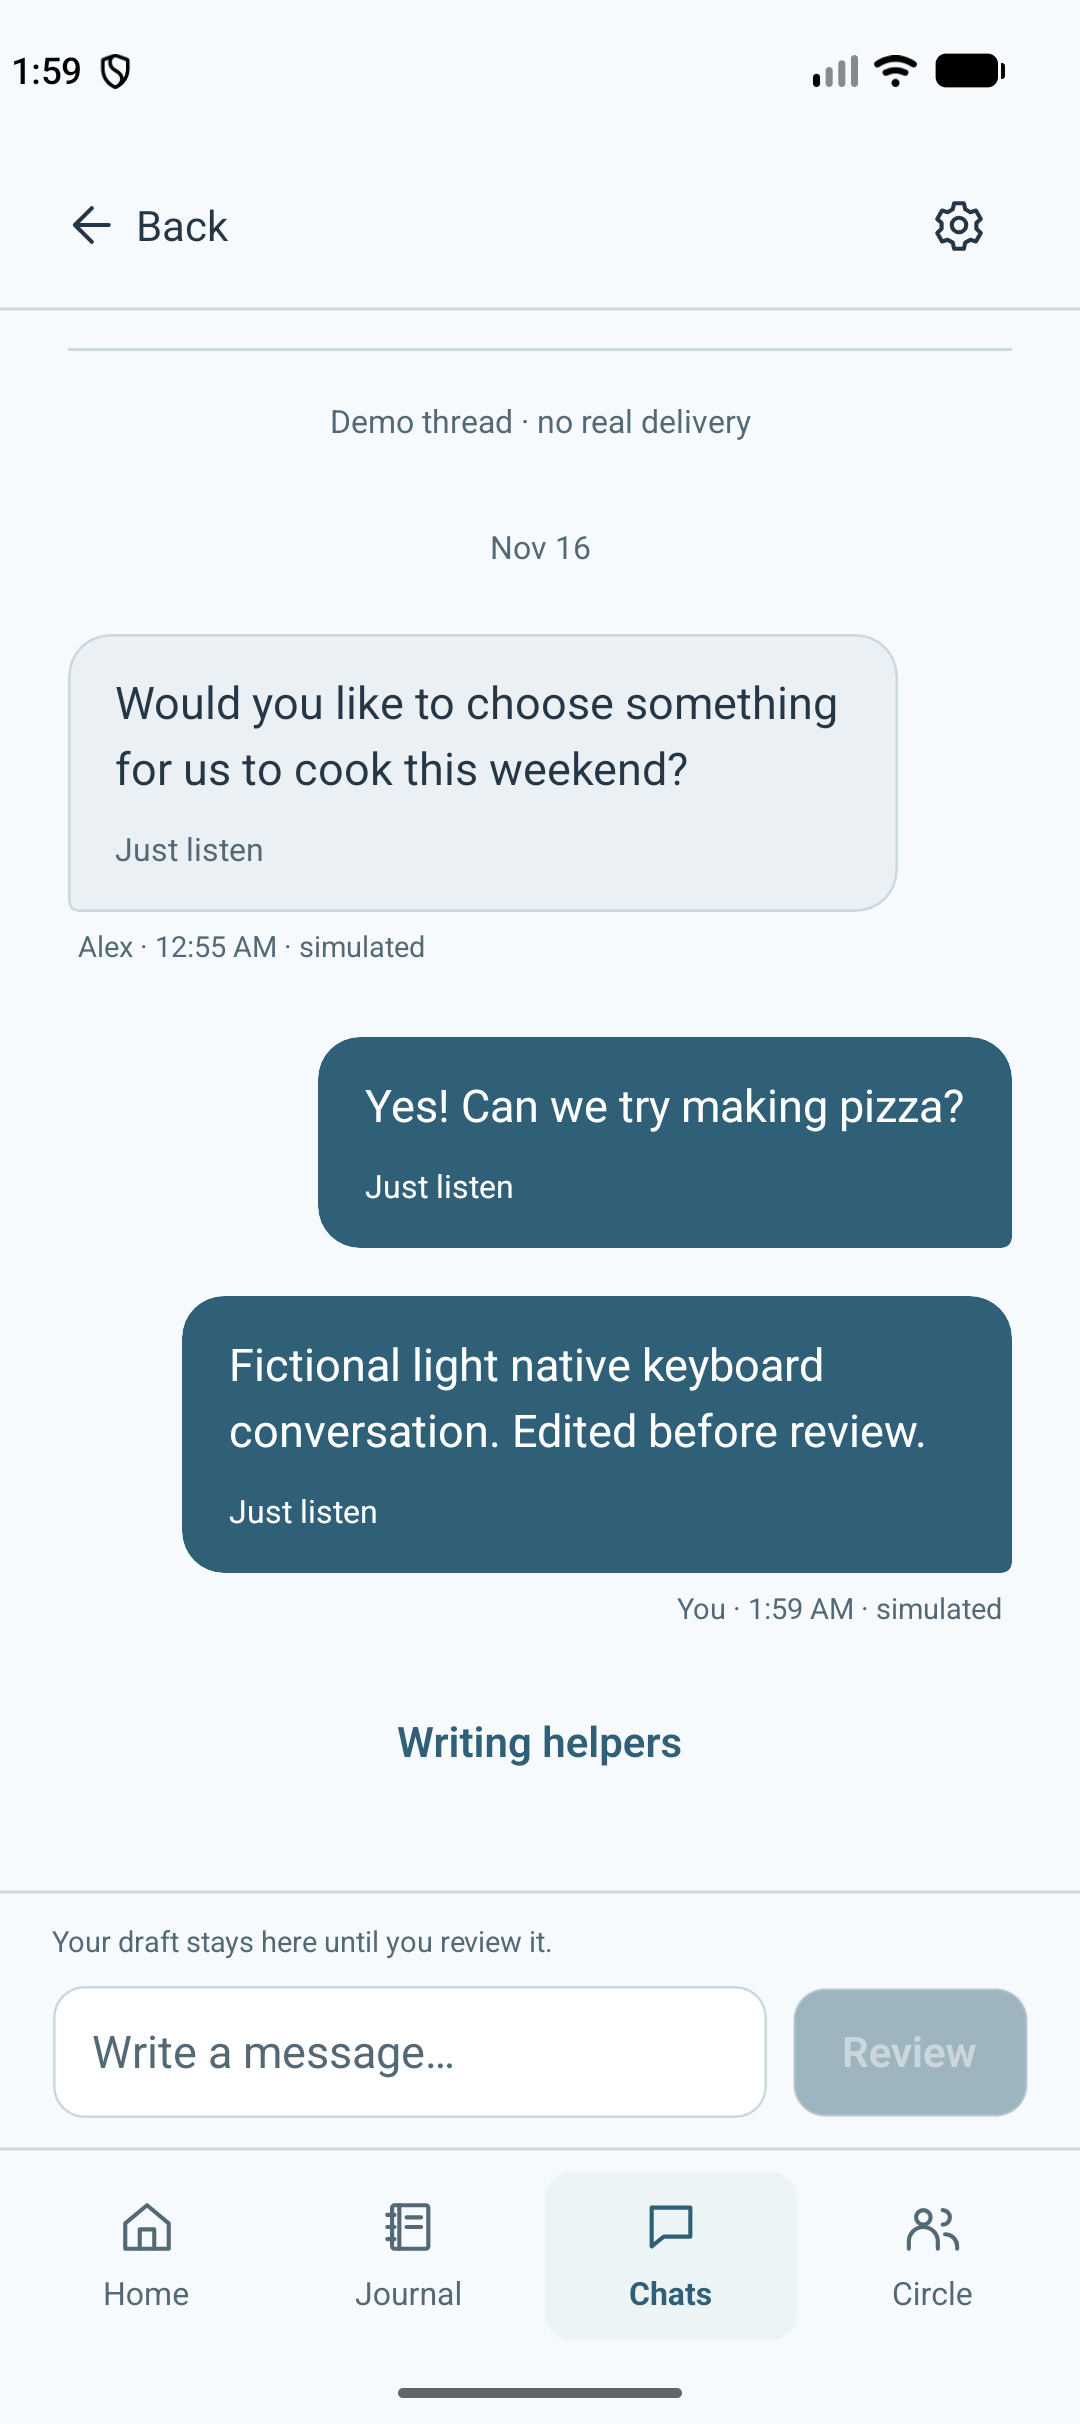 1:59
Back
Demo thread · no real delivery
Nov 16
Would you like to choose something
for us to cook this weekend?
Just listen
Alex · 12:55 AM · simulated
Yes! Can we try making pizza?
Just listen
Fictional light native keyboard
conversation. Edited before review.
Just listen
You · 1:59 AM · simulated
Writing helpers
Your draft stays here until you review it.
Write a message…
Review
Home
Journal
Chats
Circle